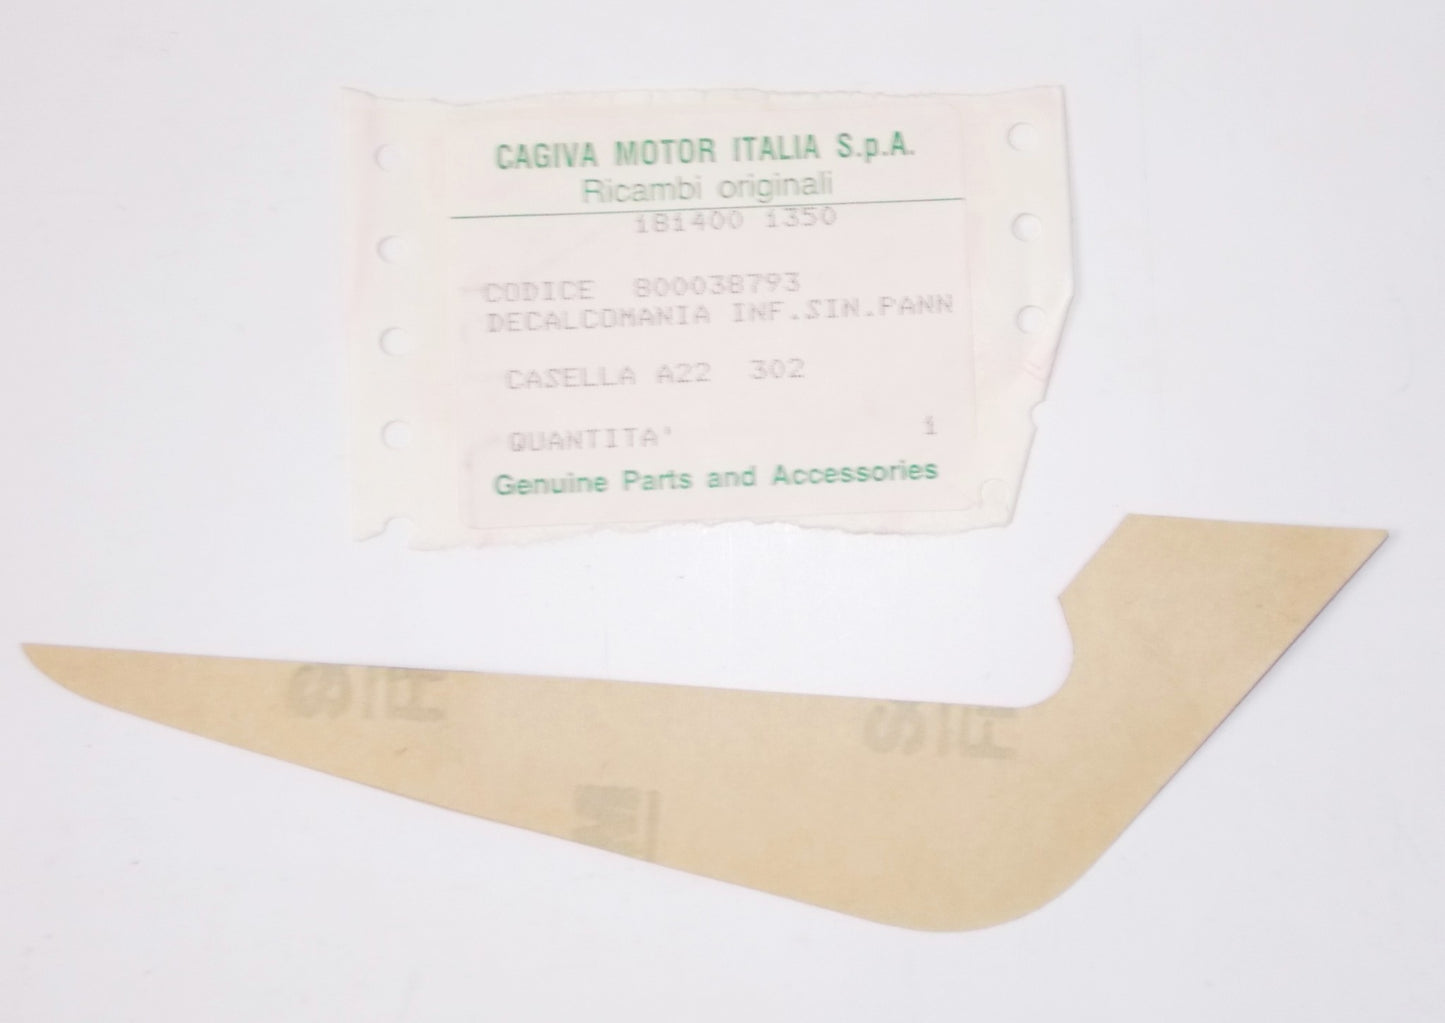 CAGIVA MOTOR ITALIA S.p.A.
Ricambi originali
181400 1350
CODICE 800038793
DECALCOMANIA INF.SIN.PANN
CASELLA A22 302
QUANTITA' 1
Genuine Parts and Accessories